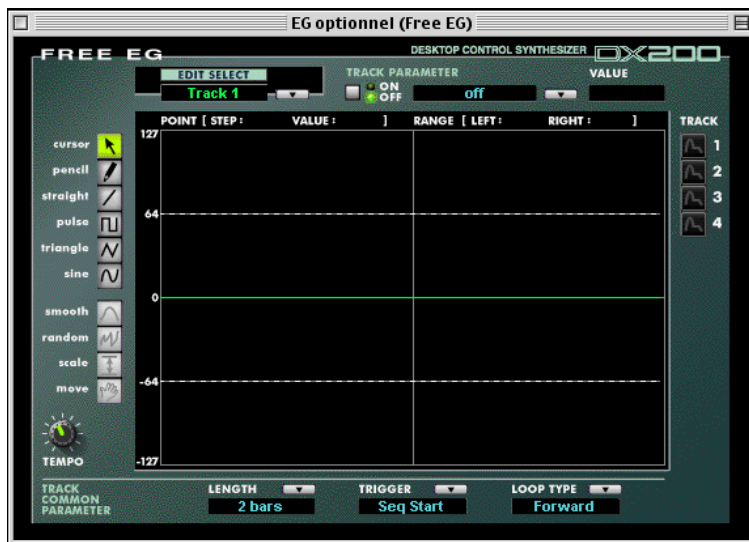 EG optionnel (Free EG)
FREE EG
DESKTOP CONTROL SYNTHESIZER DX200
EDIT SELECT
Track 1
TRACK PARAMETER
ON
OFF
off
VALUE
POINT [ STEP : VALUE : ] RANGE [ LEFT : RIGHT : ]
TRACK
127
64
0
-64
-127
cursor
pencil
straight
pulse
triangle
sine
smooth
random
scale
move
TEMPO
1
2
3
4
TRACK
COMMON
PARAMETER
LENGTH
2 bars
TRIGGER
Seq Start
LOOP TYPE
Forward